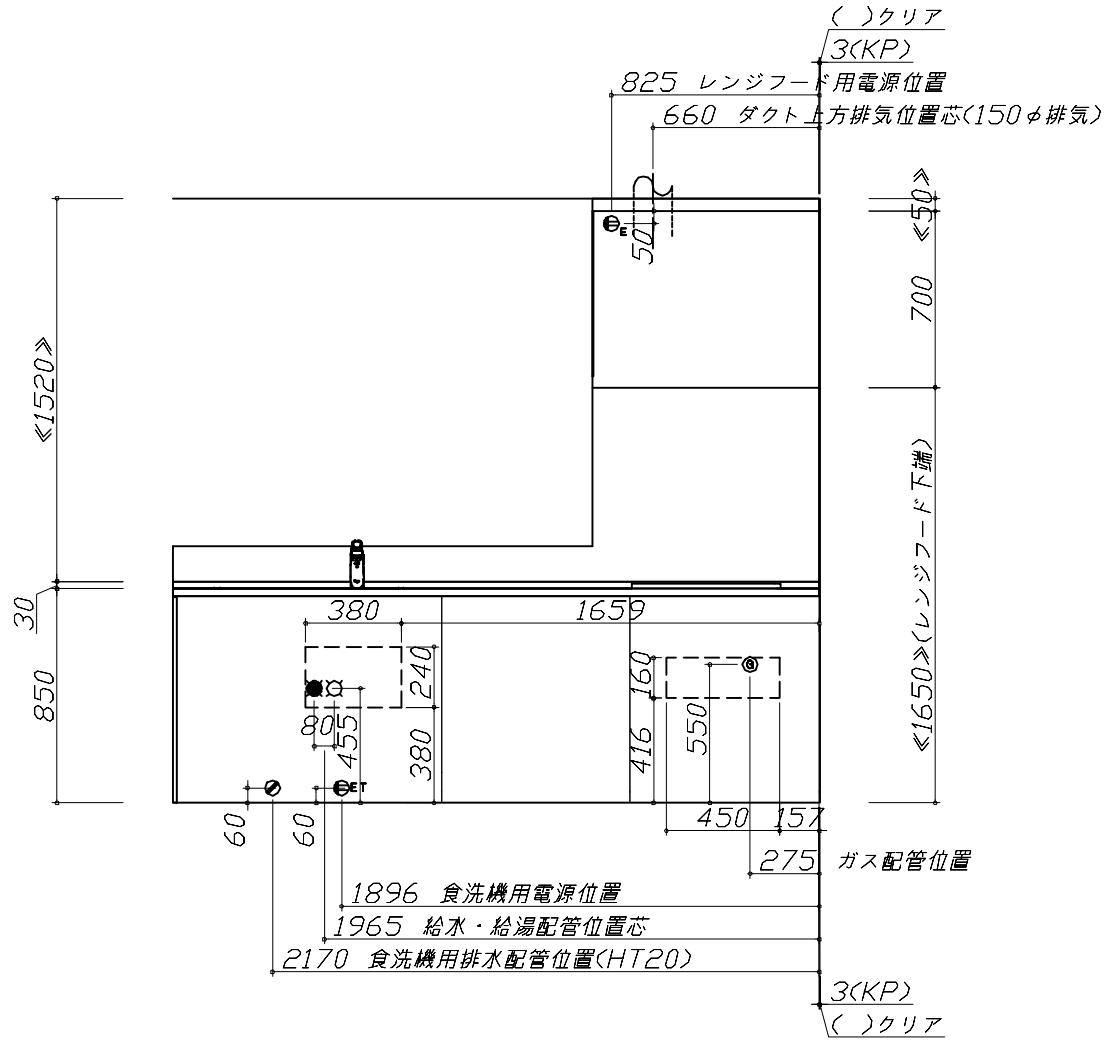 ( )クリア
3(KP)
825 レンジフード用電源位置
660 ダクト上方排気位置芯(150φ排気)
≪50≫
E
50
700
≪1520≫
≪1650≫(レンジフード下端)
30
380
1659
850
240
160
G
80
455
380
416
550
ET
60
60
450
157
275 ガス配管位置
1896 食洗機用電源位置
1965 給水・給湯配管位置芯
2170 食洗機用排水配管位置(HT20)
3(KP)
( )クリア